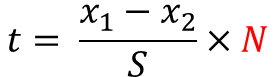 t = (x₁ − x₂) / S × N